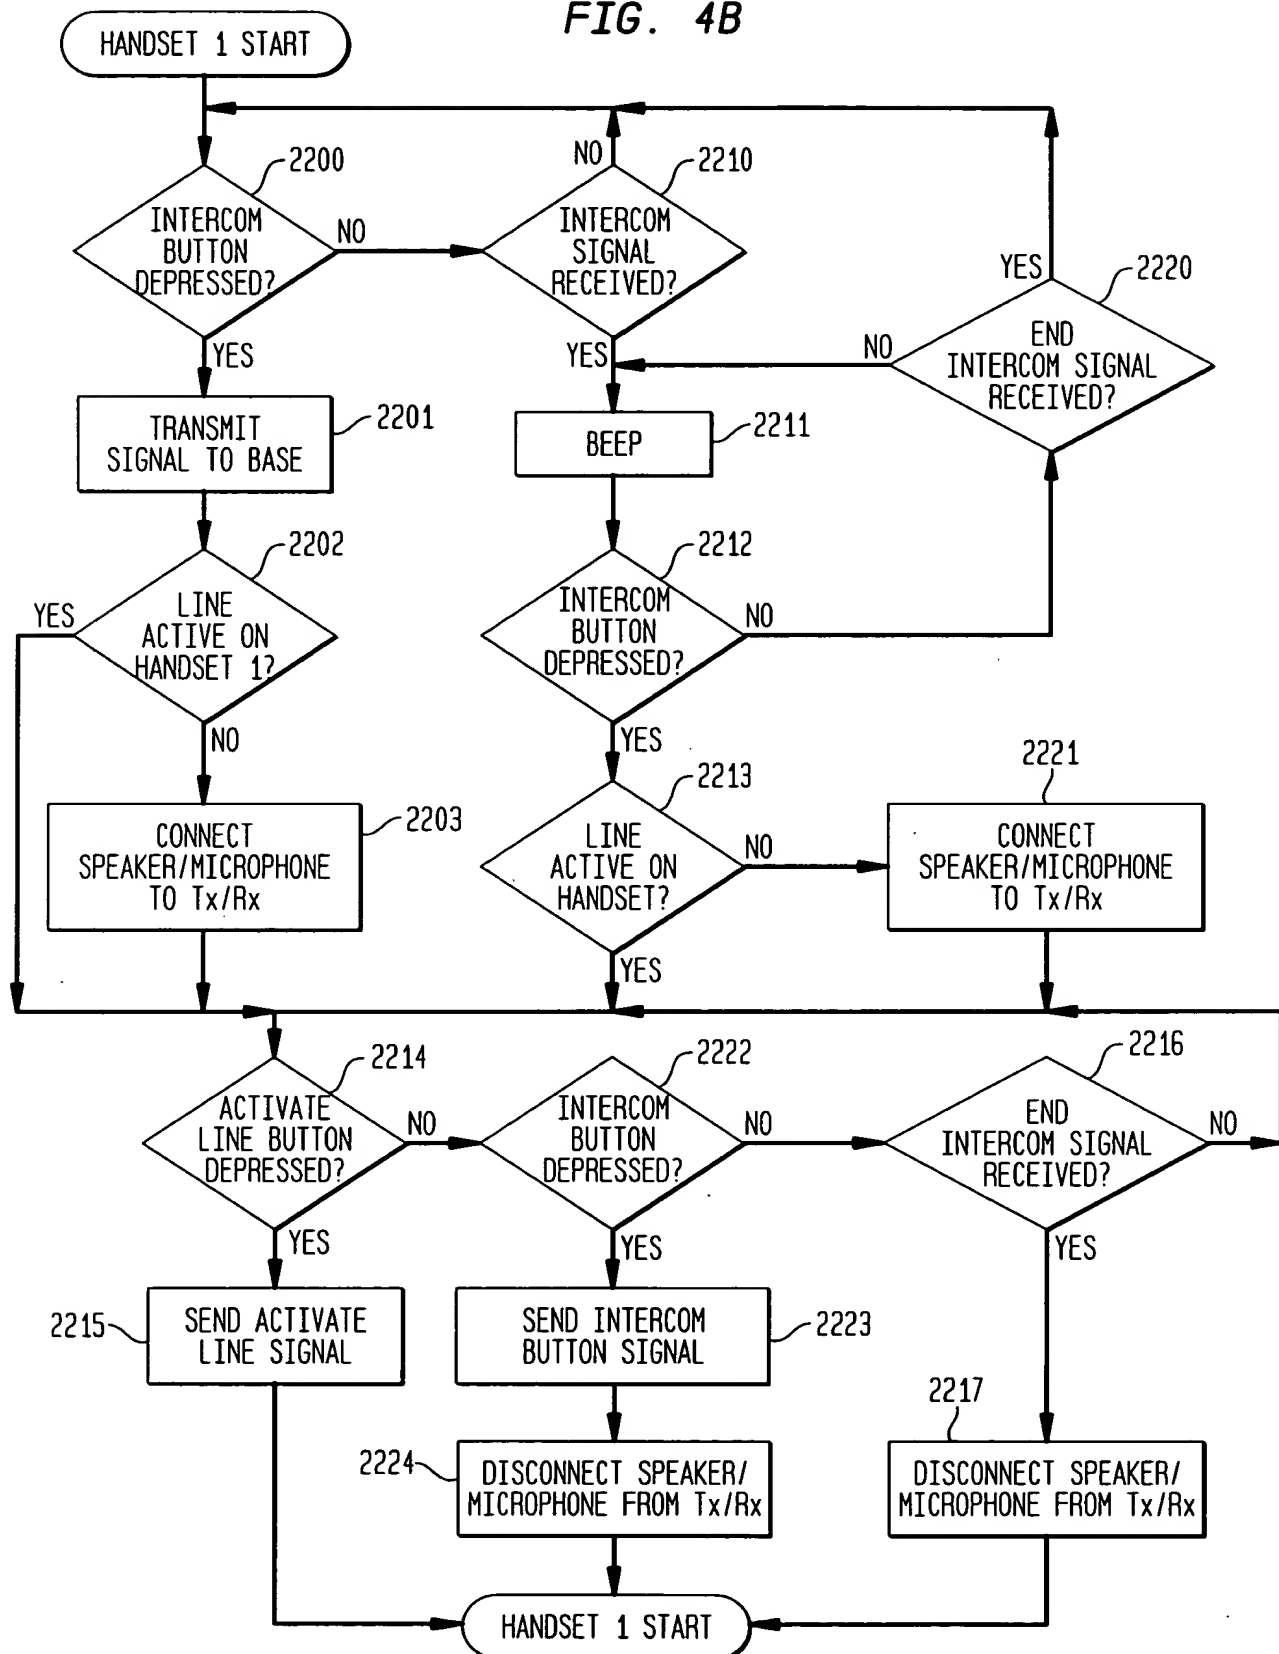 FIG. 4B
HANDSET 1 START
2200
INTERCOM
BUTTON
DEPRESSED?
NO
YES
2210
INTERCOM
SIGNAL
RECEIVED?
NO
YES
2220
END
INTERCOM SIGNAL
RECEIVED?
YES
NO
2201
TRANSMIT
SIGNAL TO BASE
2211
BEEP
2202
LINE
ACTIVE ON
HANDSET 1?
YES
NO
2212
INTERCOM
BUTTON
DEPRESSED?
NO
YES
2203
CONNECT
SPEAKER/MICROPHONE
TO Tx/Rx
2213
LINE
ACTIVE ON
HANDSET?
NO
YES
2221
CONNECT
SPEAKER/MICROPHONE
TO Tx/Rx
2214
ACTIVATE
LINE BUTTON
DEPRESSED?
NO
YES
2222
INTERCOM
BUTTON
DEPRESSED?
NO
YES
2216
END
INTERCOM SIGNAL
RECEIVED?
NO
YES
2215
SEND ACTIVATE
LINE SIGNAL
2223
SEND INTERCOM
BUTTON SIGNAL
2224
DISCONNECT SPEAKER/
MICROPHONE FROM Tx/Rx
2217
DISCONNECT SPEAKER/
MICROPHONE FROM Tx/Rx
HANDSET 1 START